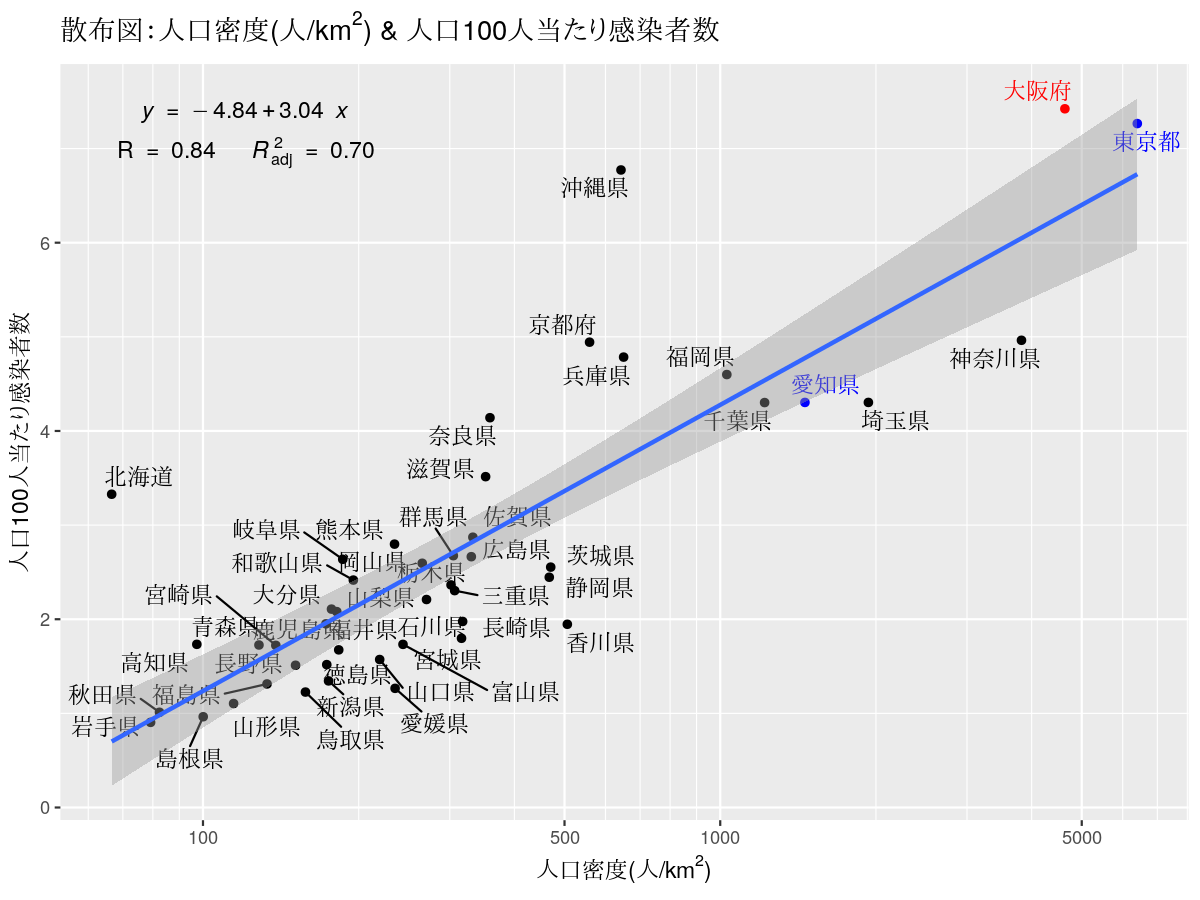 散布図：人口密度(人/km2) & 人口100人当たり感染者数
y = −4.84+3.04 x
R = 0.84 R2adj = 0.70
大阪府
東京都
沖縄県
京都府
福岡県
神奈川県
兵庫県
愛知県
千葉県
埼玉県
奈良県
滋賀県
北海道
群馬県
佐賀県
岐阜県
熊本県
広島県
茨城県
和歌山県
岡山県
栃木県
静岡県
宮崎県
大分県
山梨県
三重県
青森県
鹿児島県
福井県
石川県
長崎県
香川県
高知県
長野県
宮城県
徳島県
秋田県
福島県
山口県
富山県
新潟県
岩手県
山形県
鳥取県
愛媛県
島根県
人口100人当たり感染者数
6
4
2
0
100
500
1000
5000
人口密度(人/km2)